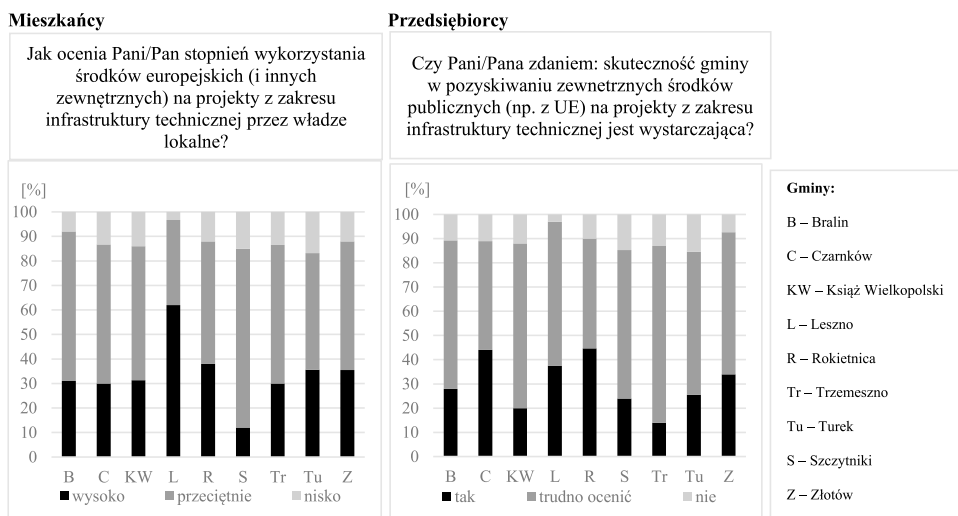 Mieszkańcy
Jak ocenia Pani/Pan stopnień wykorzystania
środków europejskich (i innych
zewnętrznych) na projekty z zakresu
infrastruktury technicznej przez władze
lokalne?
[%]
100
90
80
70
60
50
40
30
20
10
0
B C KW L R S Tr Tu Z
wysoko przeciętnie nisko
Przedsiębiorcy
Czy Pani/Pana zdaniem: skuteczność gminy
w pozyskiwaniu zewnetrznych środków
publicznych (np. z UE) na projekty z zakresu
infrastruktury technicznej jest wystarczająca?
[%]
100
90
80
70
60
50
40
30
20
10
0
B C KW L R S Tr Tu Z
tak trudno ocenić nie
Gminy:
B – Bralin
C – Czarnków
KW – Książ Wielkopolski
L – Leszno
R – Rokietnica
Tr – Trzemeszno
Tu – Turek
S – Szczytniki
Z – Złotów